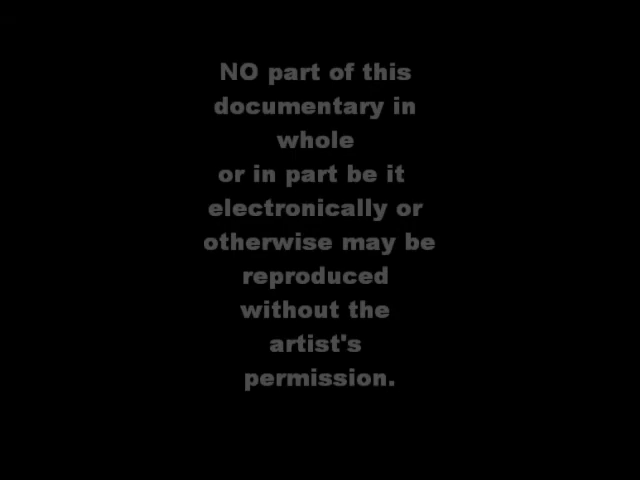 NO part of this
documentary in
whole
or in part be it
electronically or
otherwise may be
reproduced
without the
artist's
permission.